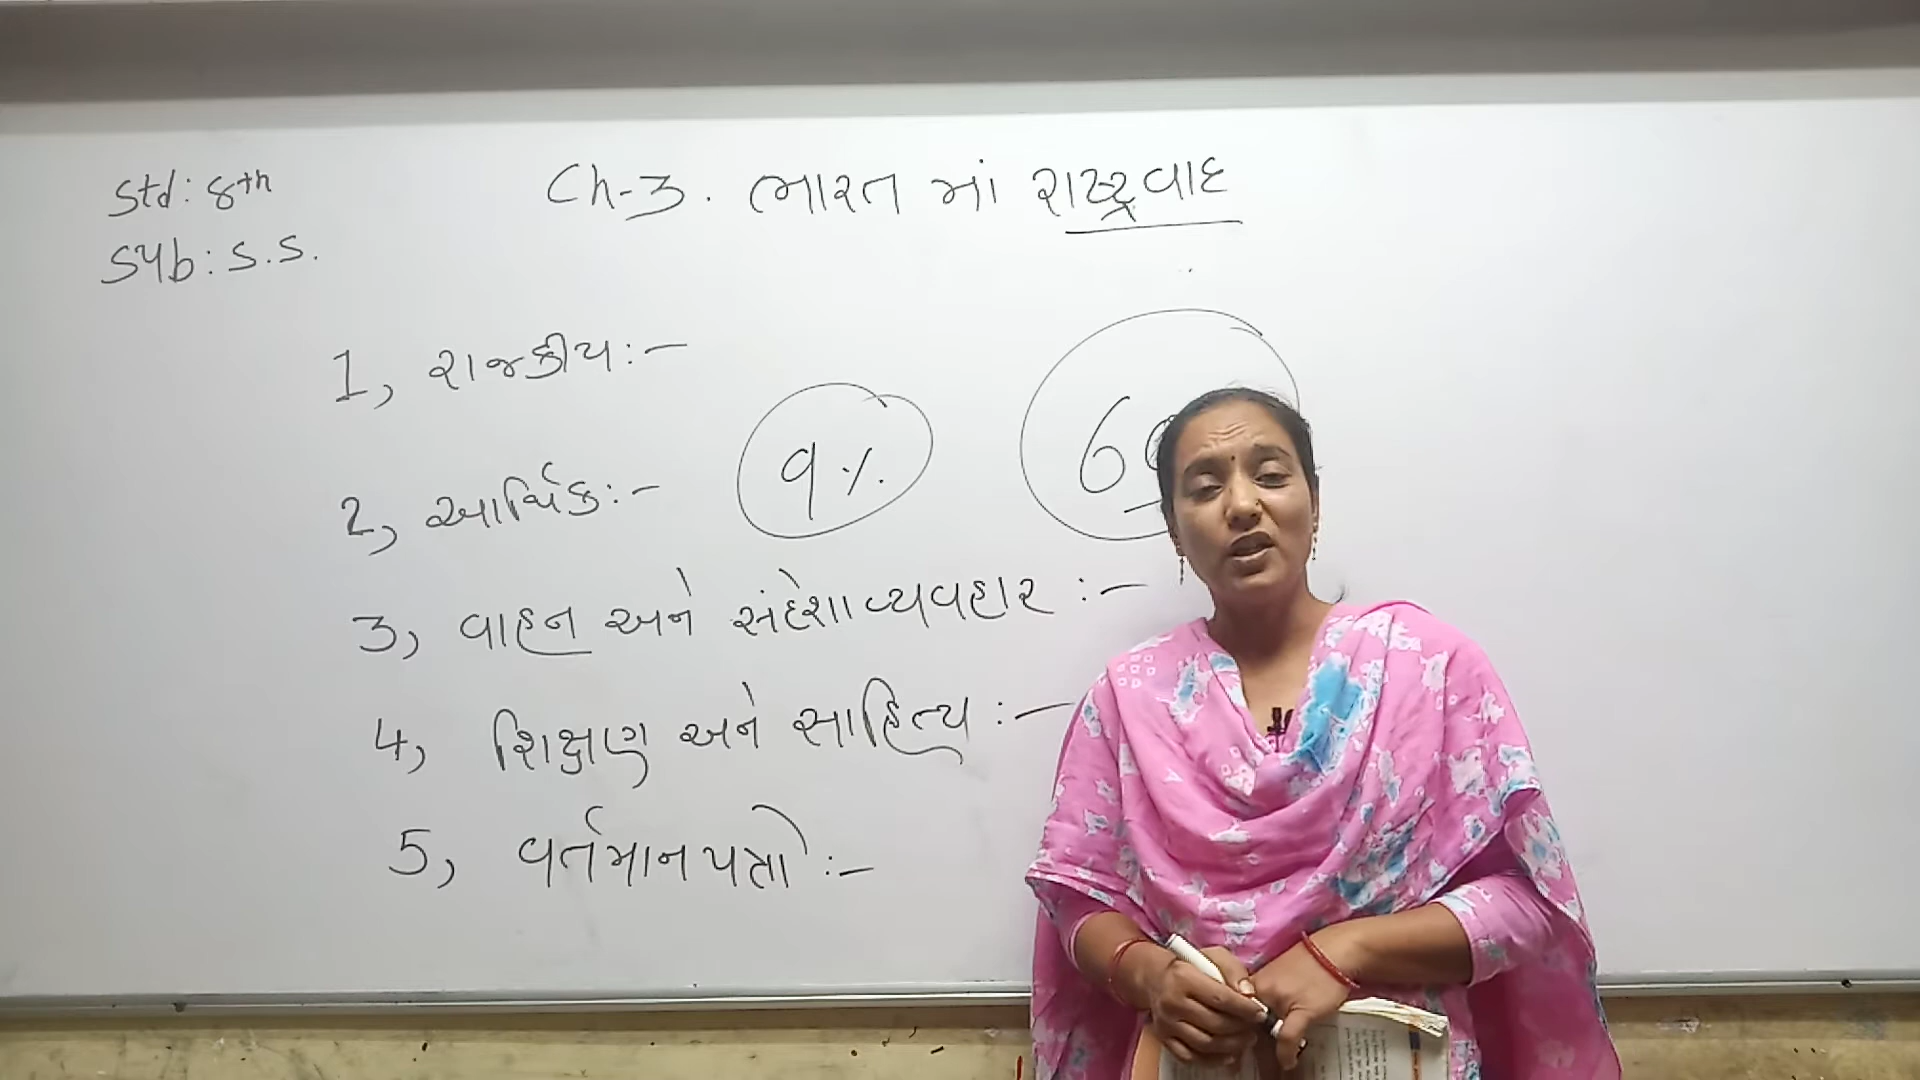 Std: 8th
Sub: S.S.
Ch-3. ભારત માં રાષ્ટ્રવાદ
1, રાજકીય :-
2, આર્થિક :-
9%.
3, વાહન અને સંદેશાવ્યવહાર :-
4, શિક્ષણ અને સાહિત્ય :-
5, વર્તમાનપત્રો :-